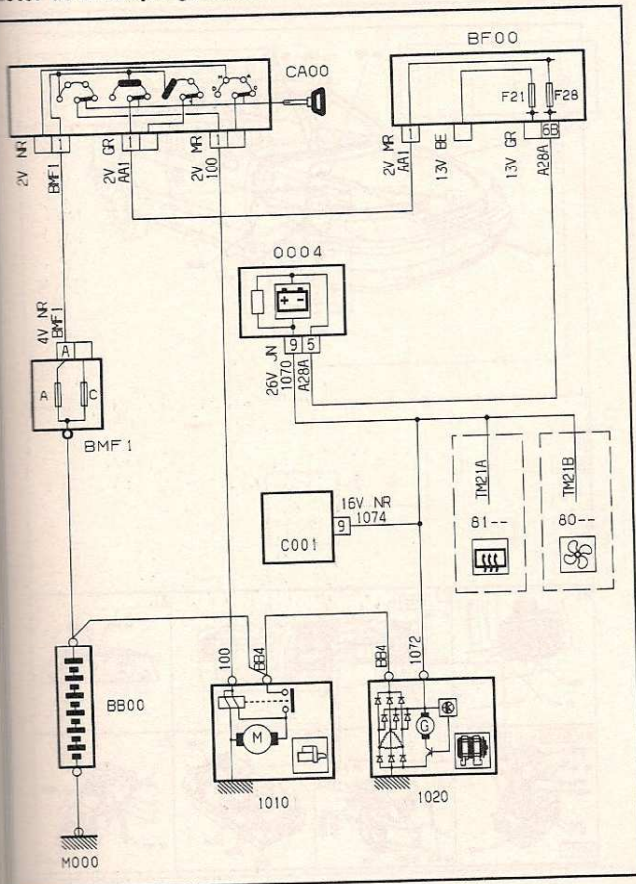 BF00
CA00
F21
F28
1
1
1
1
6B
2V NR
BMF1
2V GR
AA1
2V MR
100
2V MR
AA1
13V BE
13V GR
A28A
0004
+ -
9 5
26V JN
1070
A28A
4V NR
BMF1
A
A
C
BMF1
TM21A
TM21B
16V NR
1074
9
C001
81--
80--
100
BB4
BB4
1072
BB00
M
G
1010
1020
M000